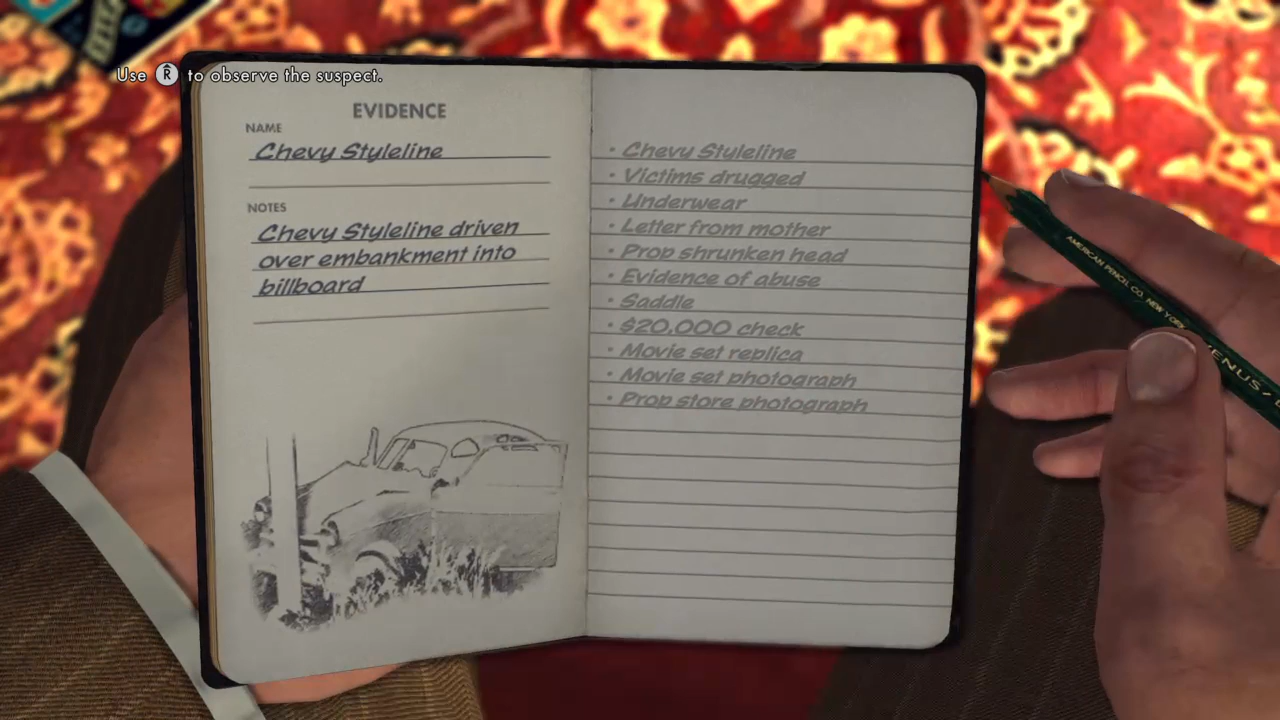 Use R to observe the suspect.
EVIDENCE
NAME
Chevy Styleline
NOTES
Chevy Styleline driven
over embankment into
billboard
• Chevy Styleline
• Victims drugged
• Underwear
• Letter from mother
• Prop shrunken head
• Evidence of abuse
• Saddle
• $20,000 check
• Movie set replica
• Movie set photograph
• Prop store photograph
AMERICAN PENCIL CO. NEW YORK